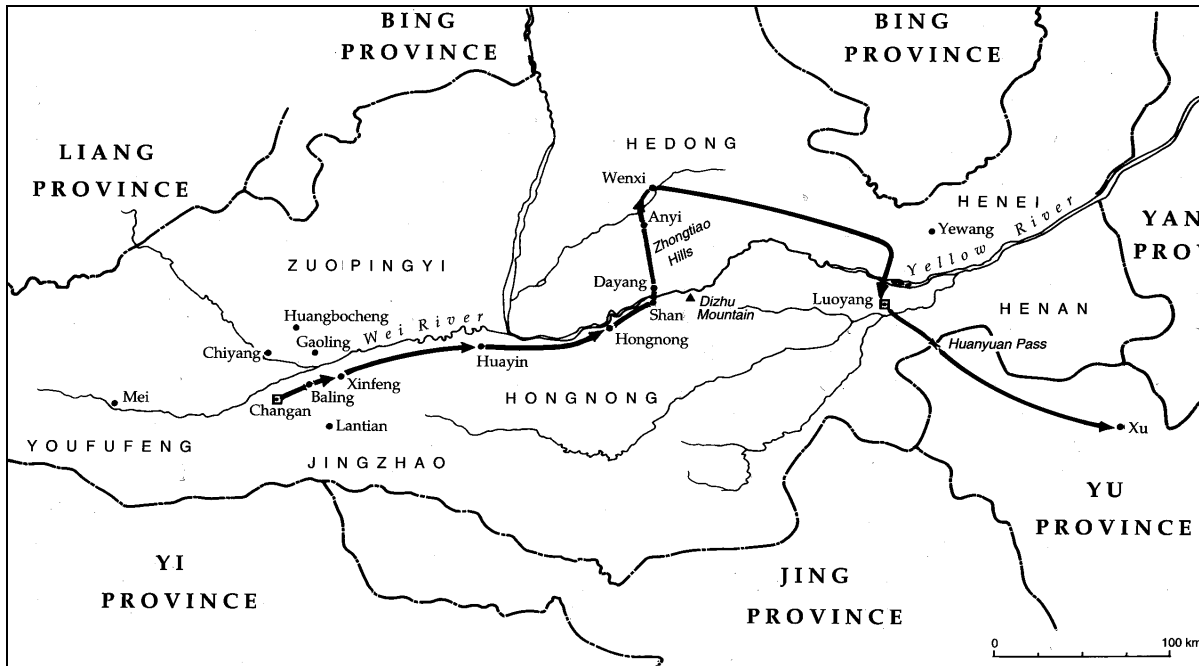 BING
PROVINCE
BING
PROVINCE
LIANG
PROVINCE
HEDONG
Wenxi
HENEI
Anyi
Yewang
YAN
PRO
Zhongtiao
Hills
Yellow River
ZUOPINGYI
Dayang
Luoyang
Shan
Dizhu
Mountain
HENAN
Huangbocheng
Wei River
Gaoling
Hongnong
Huanyuan Pass
Chiyang
Huayin
Xinfeng
Mei
Baling
HONGNONG
Changan
Lantian
Xu
YOUFUFENG
JINGZHAO
YU
PROVINCE
YI
PROVINCE
JING
PROVINCE
0 100 km